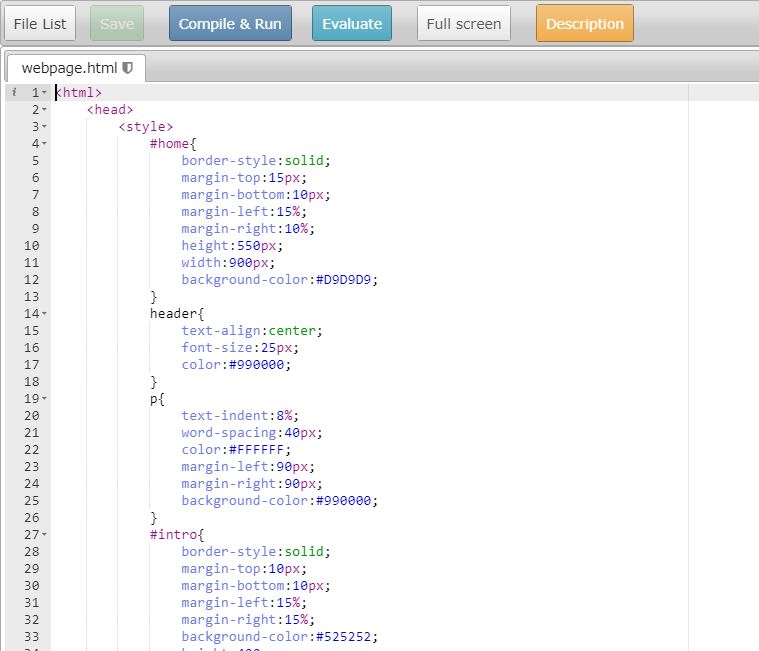 File List Save Compile & Run Evaluate Full screen Description
webpage.html
i 1 <html>
2 <head>
3 <style>
4 #home{
5 border-style:solid;
6 margin-top:15px;
7 margin-bottom:10px;
8 margin-left:15%;
9 margin-right:10%;
10 height:550px;
11 width:900px;
12 background-color:#D9D9D9;
13 }
14 header{
15 text-align:center;
16 font-size:25px;
17 color:#990000;
18 }
19 p{
20 text-indent:8%;
21 word-spacing:40px;
22 color:#FFFFFF;
23 margin-left:90px;
24 margin-right:90px;
25 background-color:#990000;
26 }
27 #intro{
28 border-style:solid;
29 margin-top:10px;
30 margin-bottom:10px;
31 margin-left:15%;
32 margin-right:15%;
33 background-color:#525252;